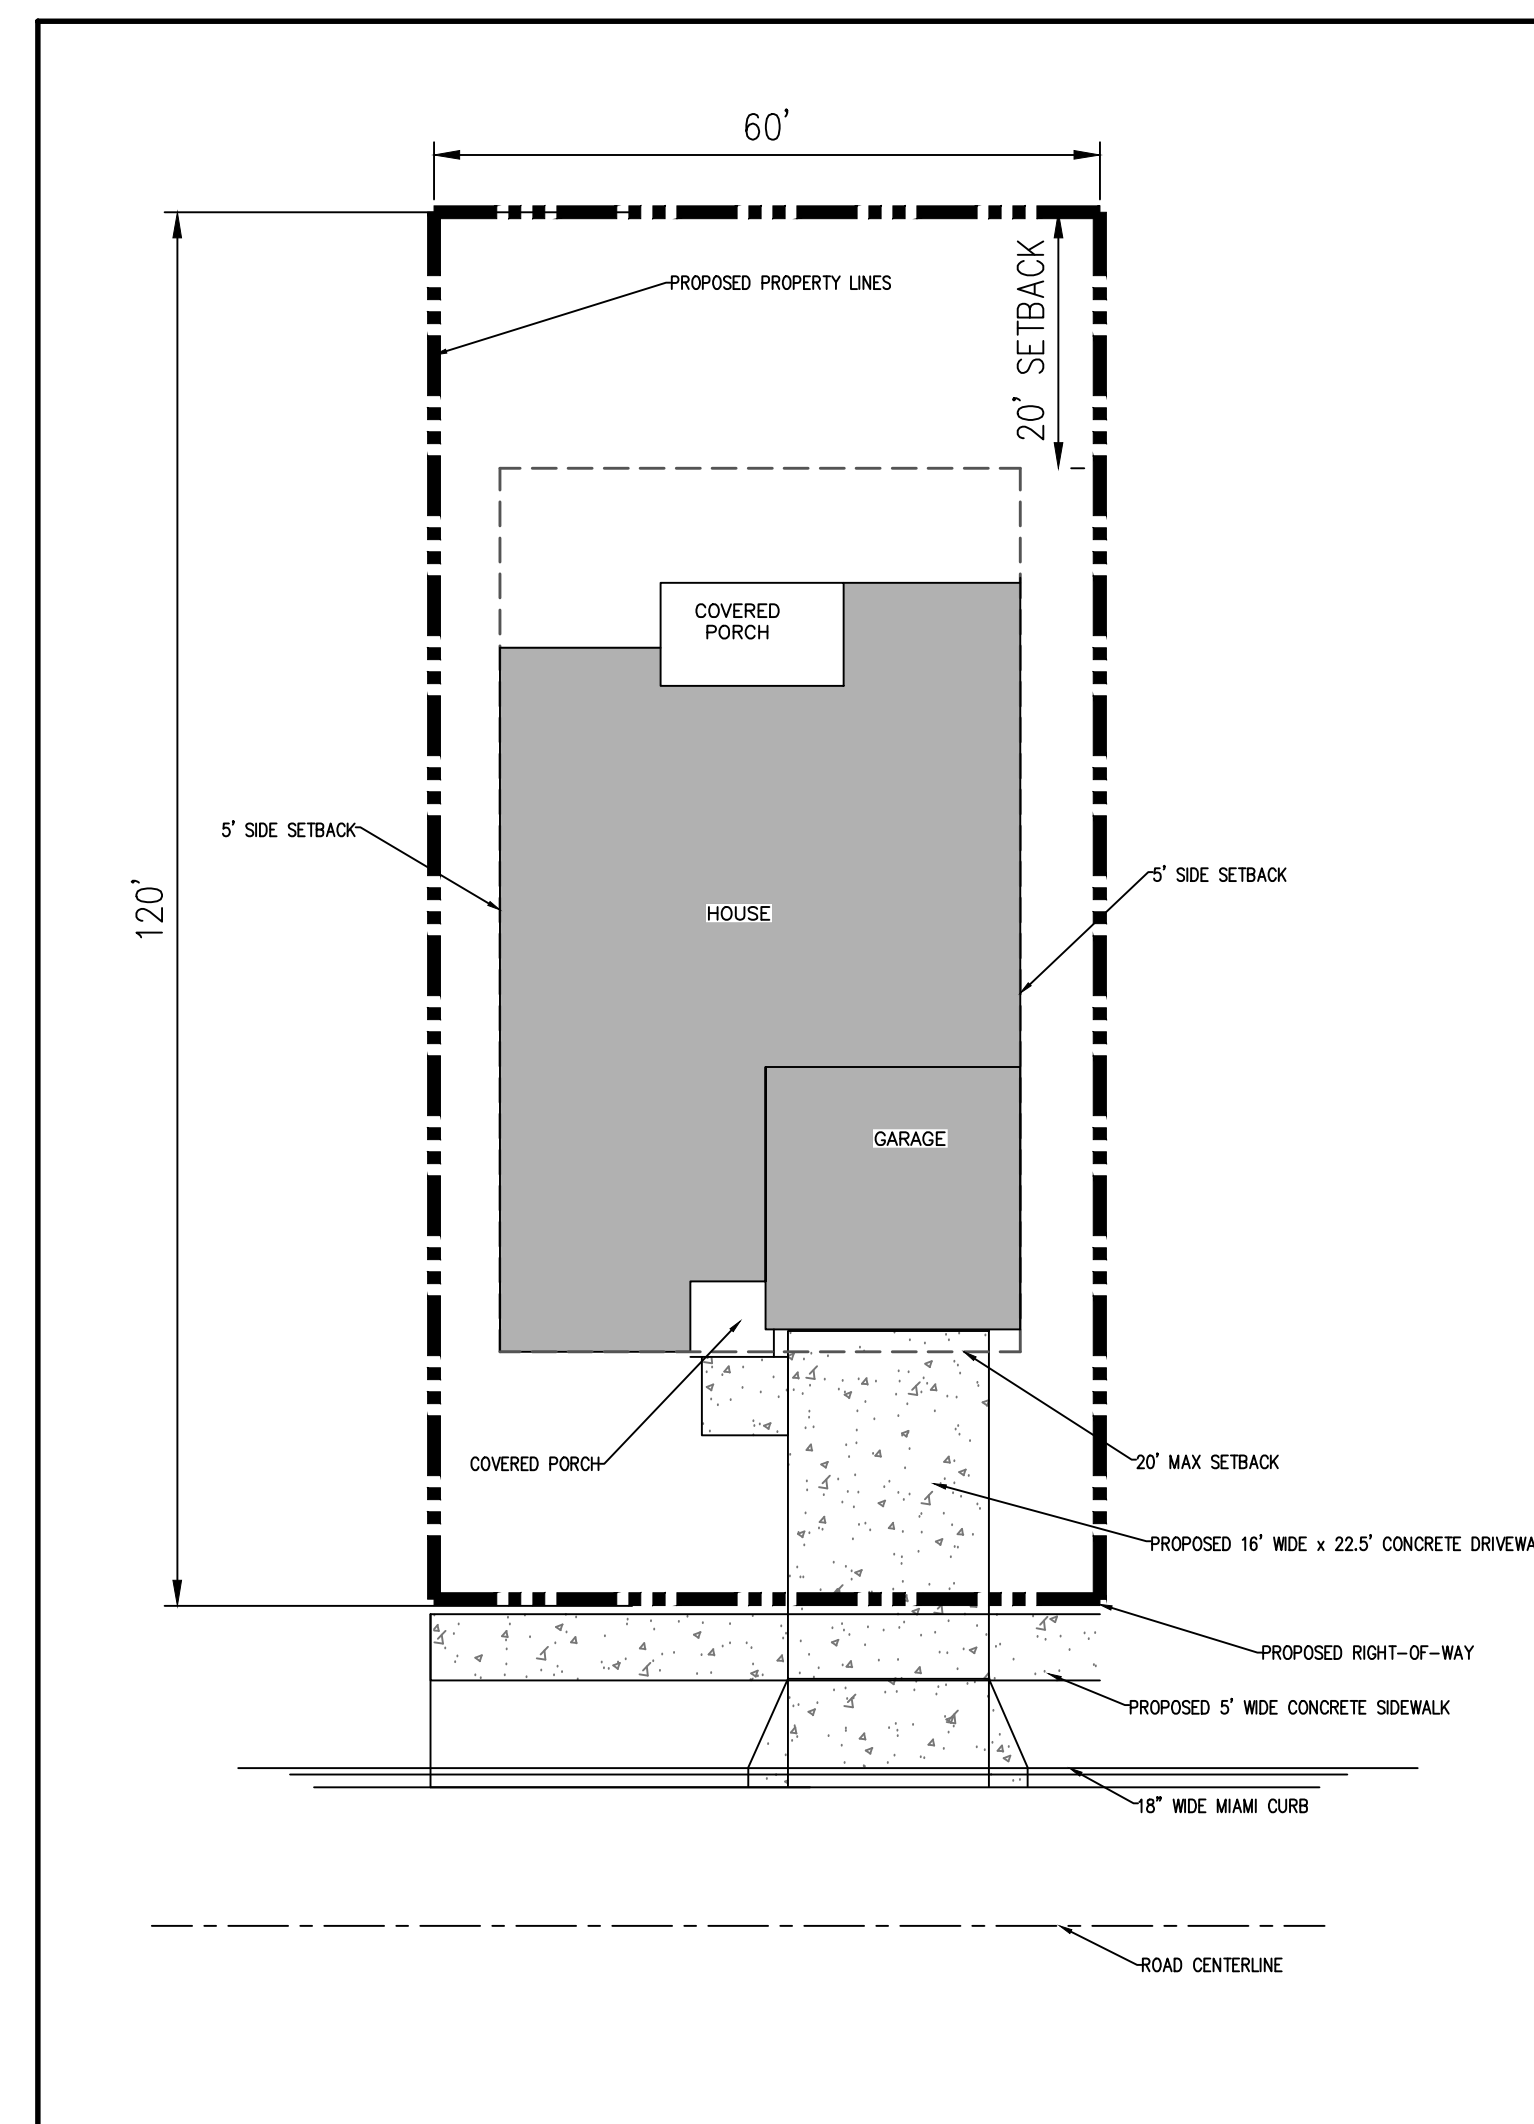 60'
PROPOSED PROPERTY LINES
20' SETBACK
COVERED
PORCH
5' SIDE SETBACK
5' SIDE SETBACK
120'
HOUSE
GARAGE
COVERED PORCH
20' MAX SETBACK
PROPOSED 16' WIDE x 22.5' CONCRETE DRIVEWA
PROPOSED RIGHT-OF-WAY
PROPOSED 5' WIDE CONCRETE SIDEWALK
18" WIDE MIAMI CURB
ROAD CENTERLINE